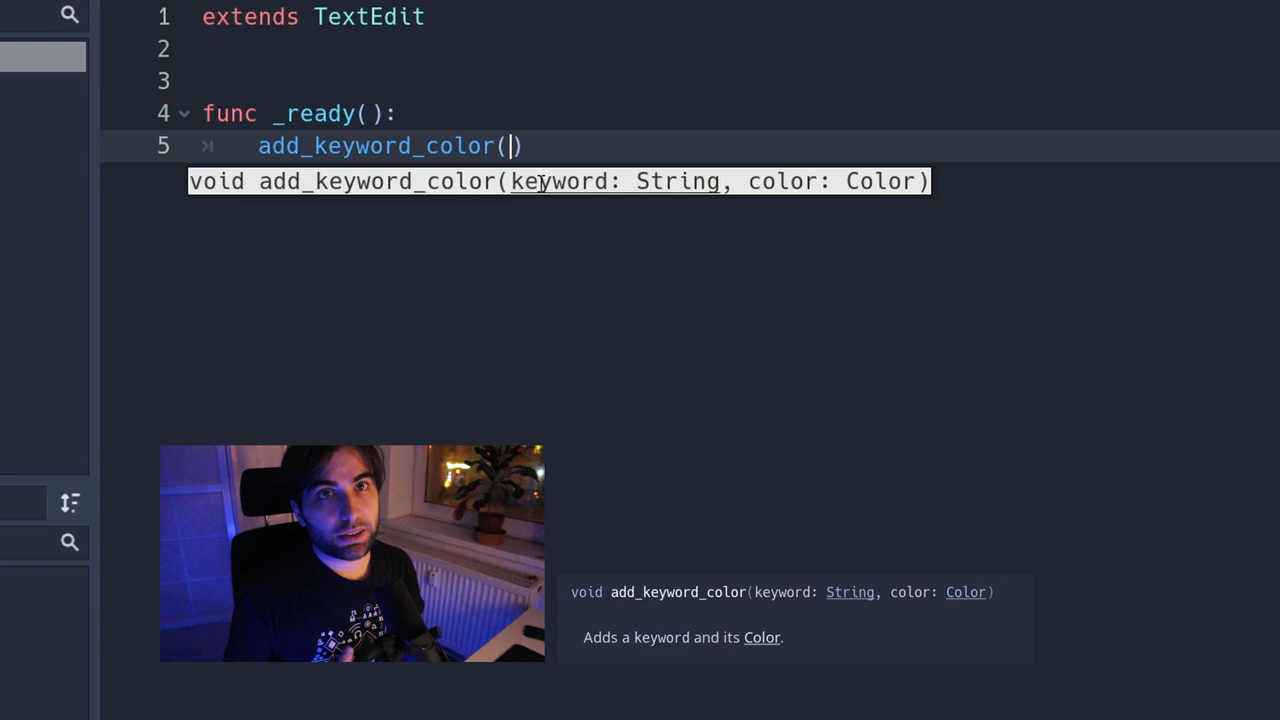 1 extends TextEdit
2
3
4 func _ready():
5 add_keyword_color()
void add_keyword_color(keyword: String, color: Color)
void add_keyword_color(keyword: String, color: Color)
Adds a keyword and its Color.